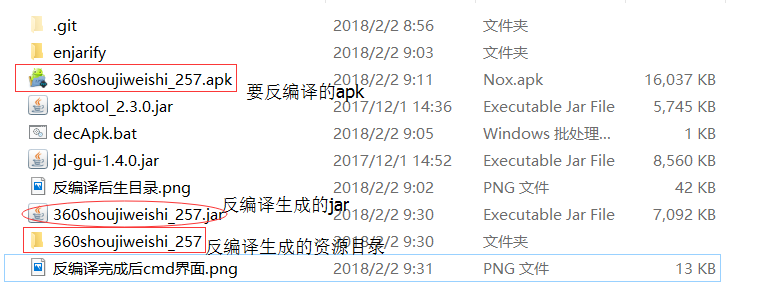 .git 2018/2/2 8:56 文件夹
enjarify 2018/2/2 9:03 文件夹
360shoujiweishi_257.apk 2018/2/2 9:11 Nox.apk 16,037 KB
要反编译的apk
apktool_2.3.0.jar 2017/12/1 14:36 Executable Jar File 5,745 KB
decApk.bat 2018/2/2 9:05 Windows 批处理... 1 KB
jd-gui-1.4.0.jar 2017/12/1 14:52 Executable Jar File 8,560 KB
反编译后生目录.png 2018/2/2 9:02 PNG 文件 42 KB
反编译生成的jar
360shoujiweishi_257.jar 2018/2/2 9:30 Executable Jar File 7,092 KB
360shoujiweishi_257 2018/2/2 9:30 文件夹
反编译生成的资源目录
反编译完成后cmd界面.png 2018/2/2 9:31 PNG 文件 13 KB